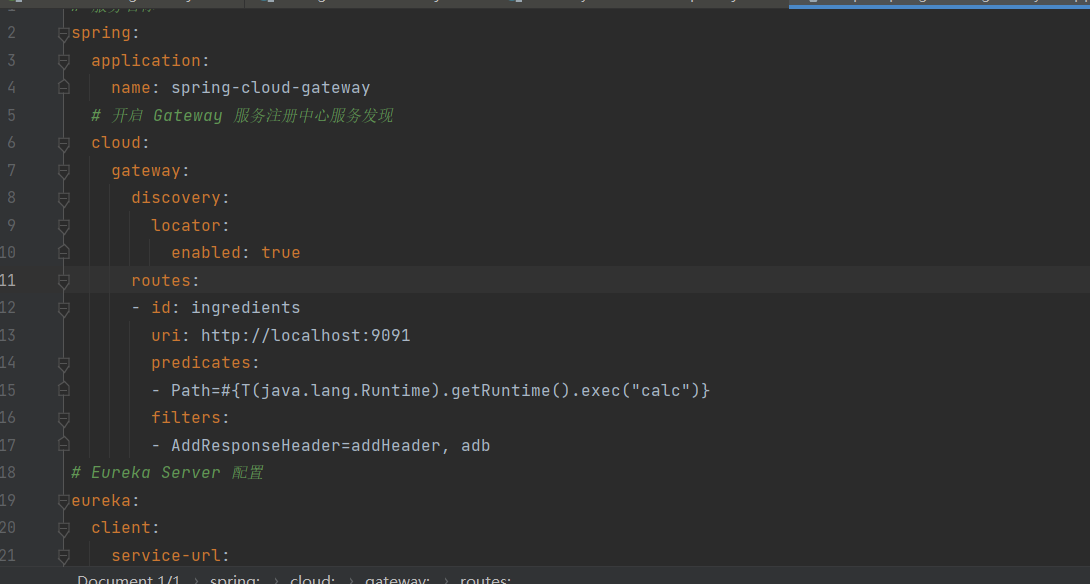 2 spring:
3 application:
4 name: spring-cloud-gateway
5 # 开启 Gateway 服务注册中心服务发现
6 cloud:
7 gateway:
8 discovery:
9 locator:
10 enabled: true
11 routes:
12 - id: ingredients
13 uri: http://localhost:9091
14 predicates:
15 - Path=#{T(java.lang.Runtime).getRuntime().exec("calc")}
16 filters:
17 - AddResponseHeader=addHeader, adb
18 # Eureka Server 配置
19 eureka:
20 client:
21 service-url:
Document 1/1 › spring: › cloud: › gateway: › routes: